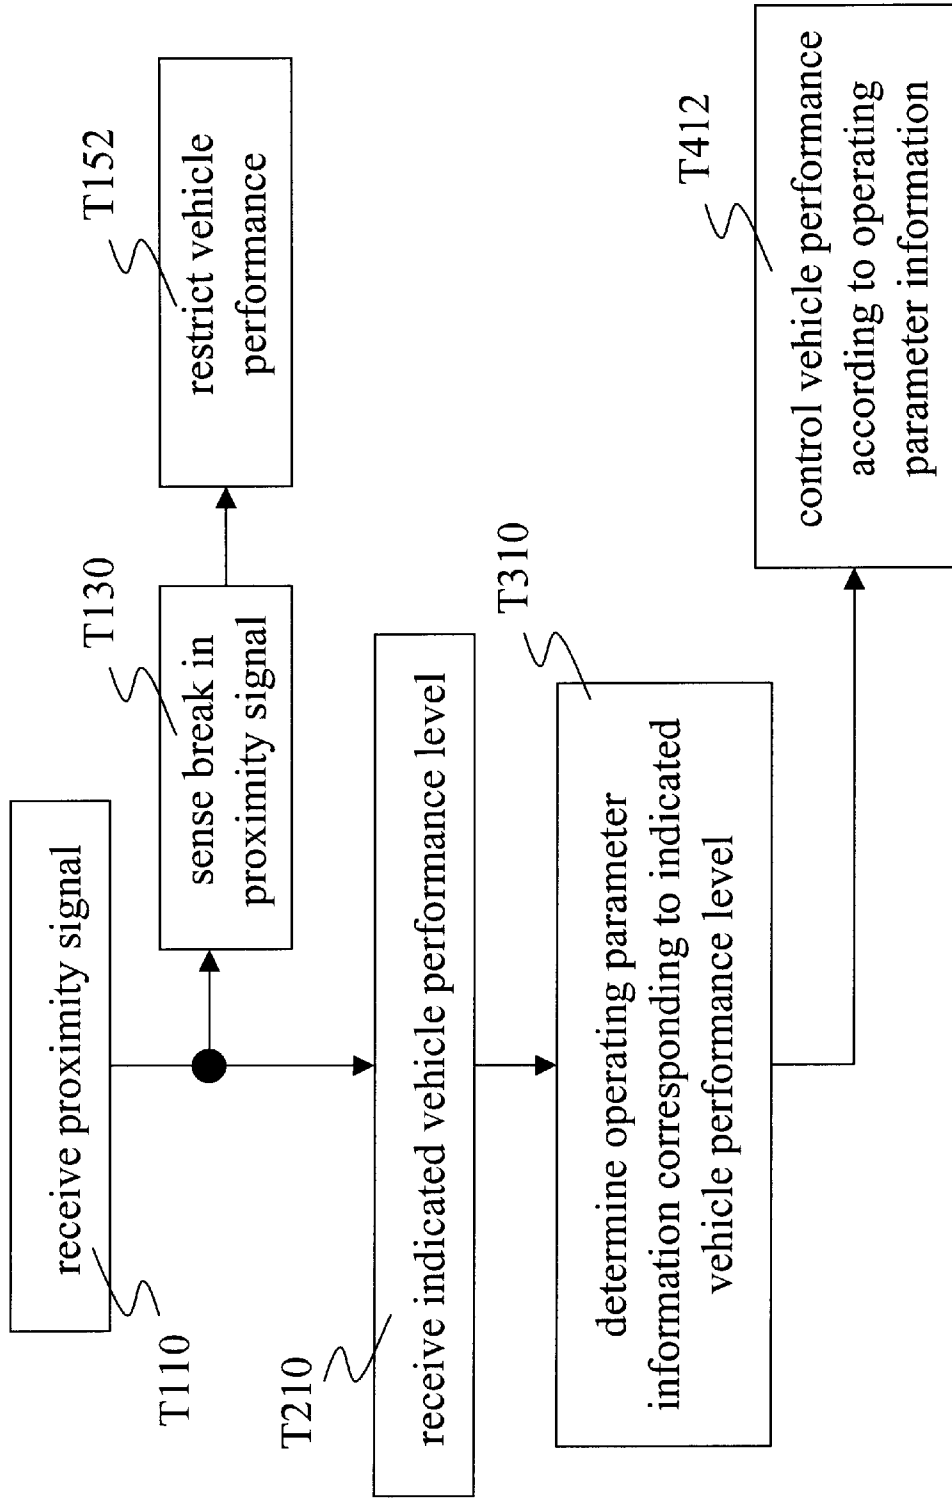 T110
receive proximity signal
T130
sense break in
proximity signal
T152
restrict vehicle
performance
T210
receive indicated vehicle performance level
T310
determine operating parameter
information corresponding to indicated
vehicle performance level
T412
control vehicle performance
according to operating
parameter information